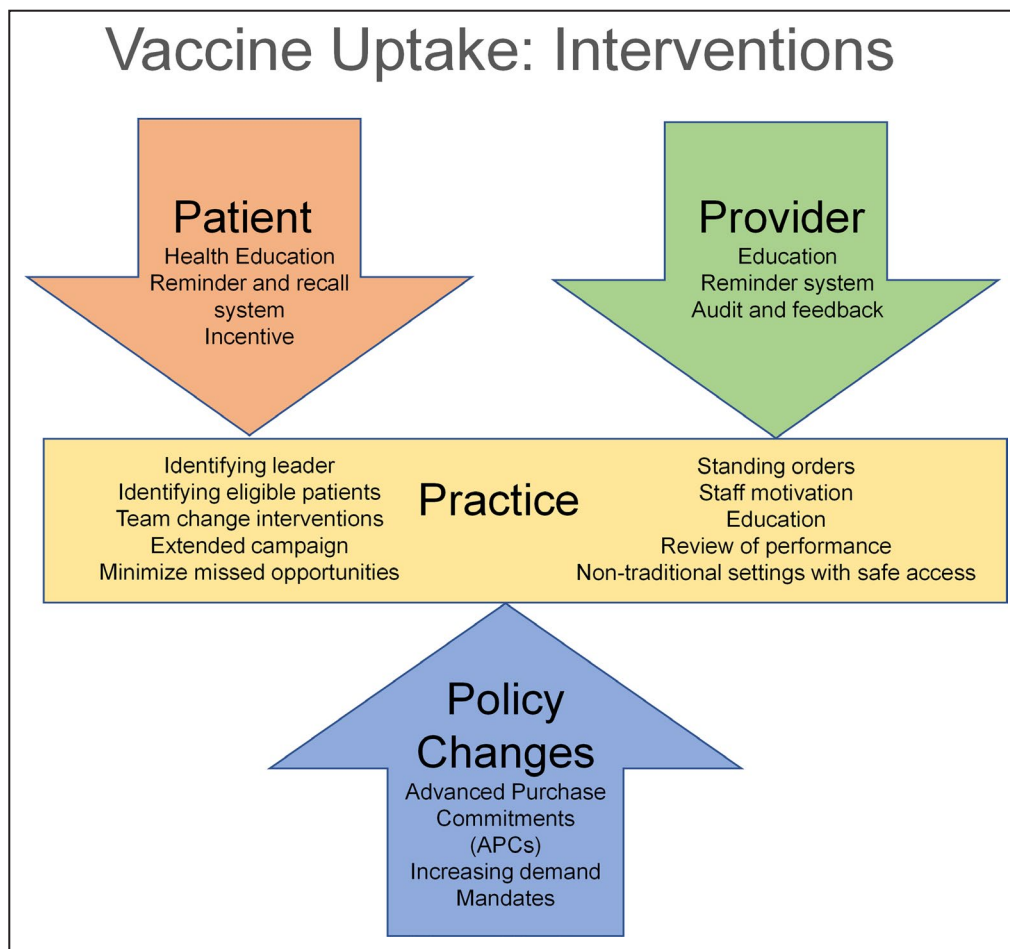 Vaccine Uptake: Interventions
Patient
Health Education
Reminder and recall
system
Incentive
Provider
Education
Reminder system
Audit and feedback
Identifying leader
Identifying eligible patients
Team change interventions
Extended campaign
Minimize missed opportunities
Practice
Standing orders
Staff motivation
Education
Review of performance
Non-traditional settings with safe access
Policy
Changes
Advanced Purchase
Commitments
(APCs)
Increasing demand
Mandates